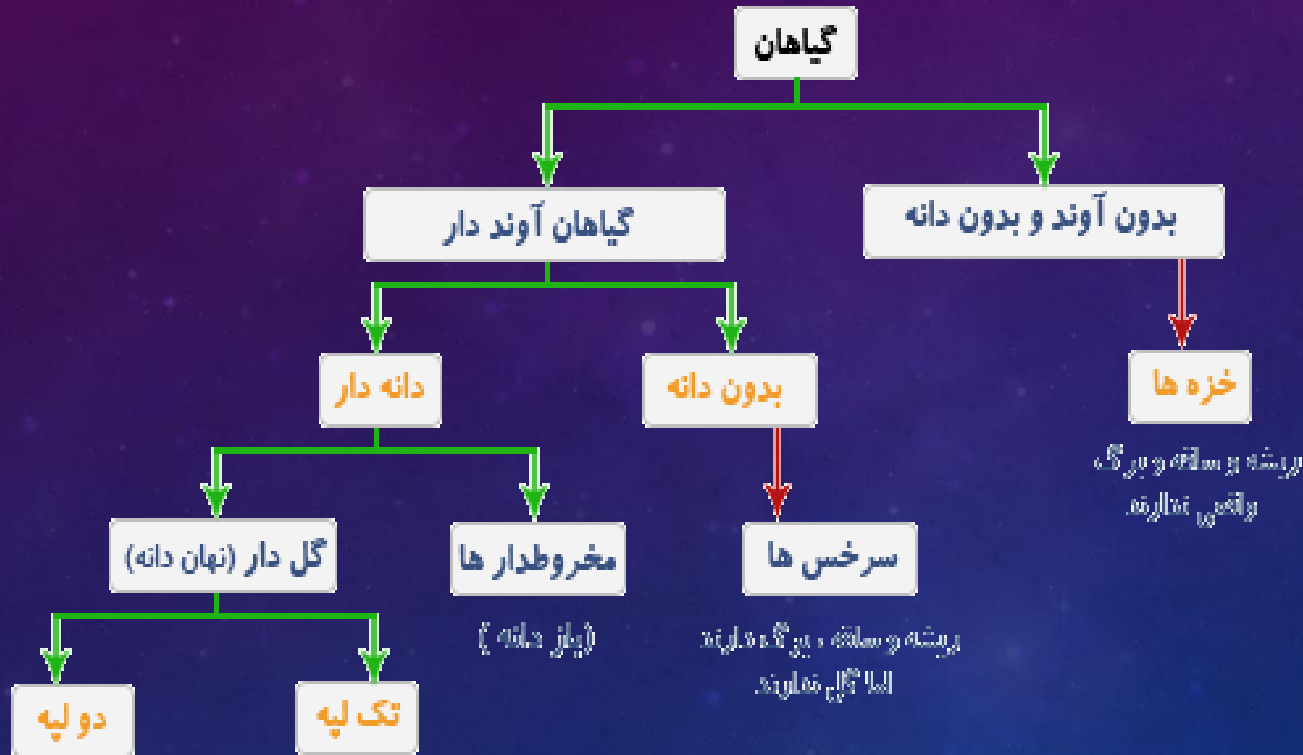 گیاهان
بدون آوند و بدون دانه
گیاهان آوند دار
خزه ها
ریشه و ساقه و برگ
واقعی ندارند.
بدون دانه
دانه دار
سرخس ها
ریشه و ساقه ، برگ دارند
اما گل ندارند.
مخروطدار ها
(باز دانه )
گل دار (نهان دانه)
تک لپه
دو لپه